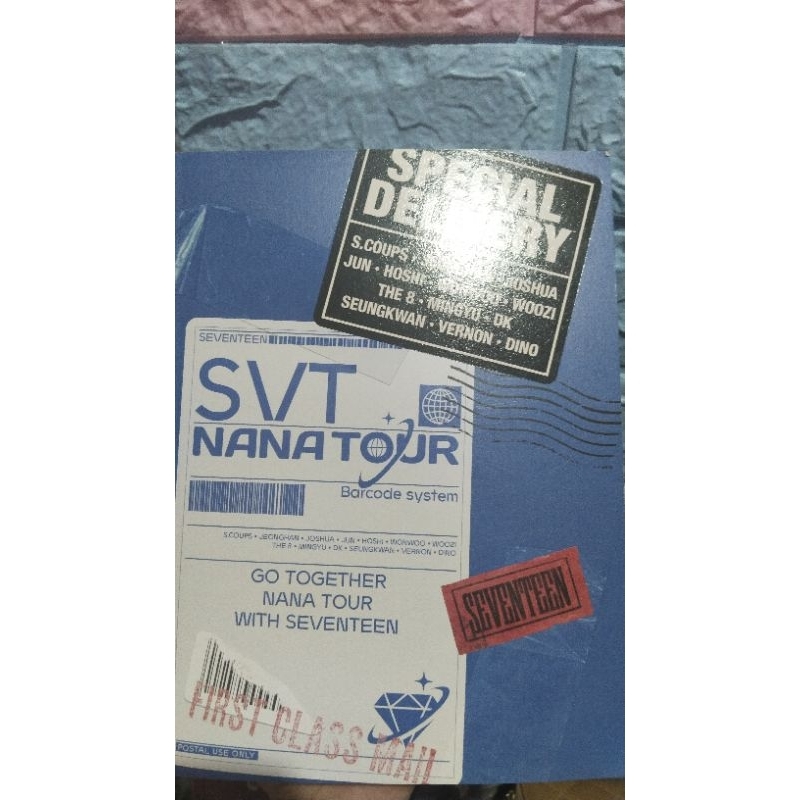 SPECIAL
DELIVERY
S.COUPS JOSHUA
JUN • HOSHI • WOOZI
THE 8 • MINGYU • DK
SEUNGKWAN • VERNON • DINO
SEVENTEEN
SVT
NANA TOUR
Barcode system
S.COUPS • JEONGHAN • JOSHUA • JUN • HOSHI • WONWOO • WOOZI
THE 8 • MINGYU • DK • SEUNGKWAN • VERNON • DINO
GO TOGETHER
NANA TOUR
WITH SEVENTEEN
SEVENTEEN
FIRST CLASS MAIL
POSTAL USE ONLY